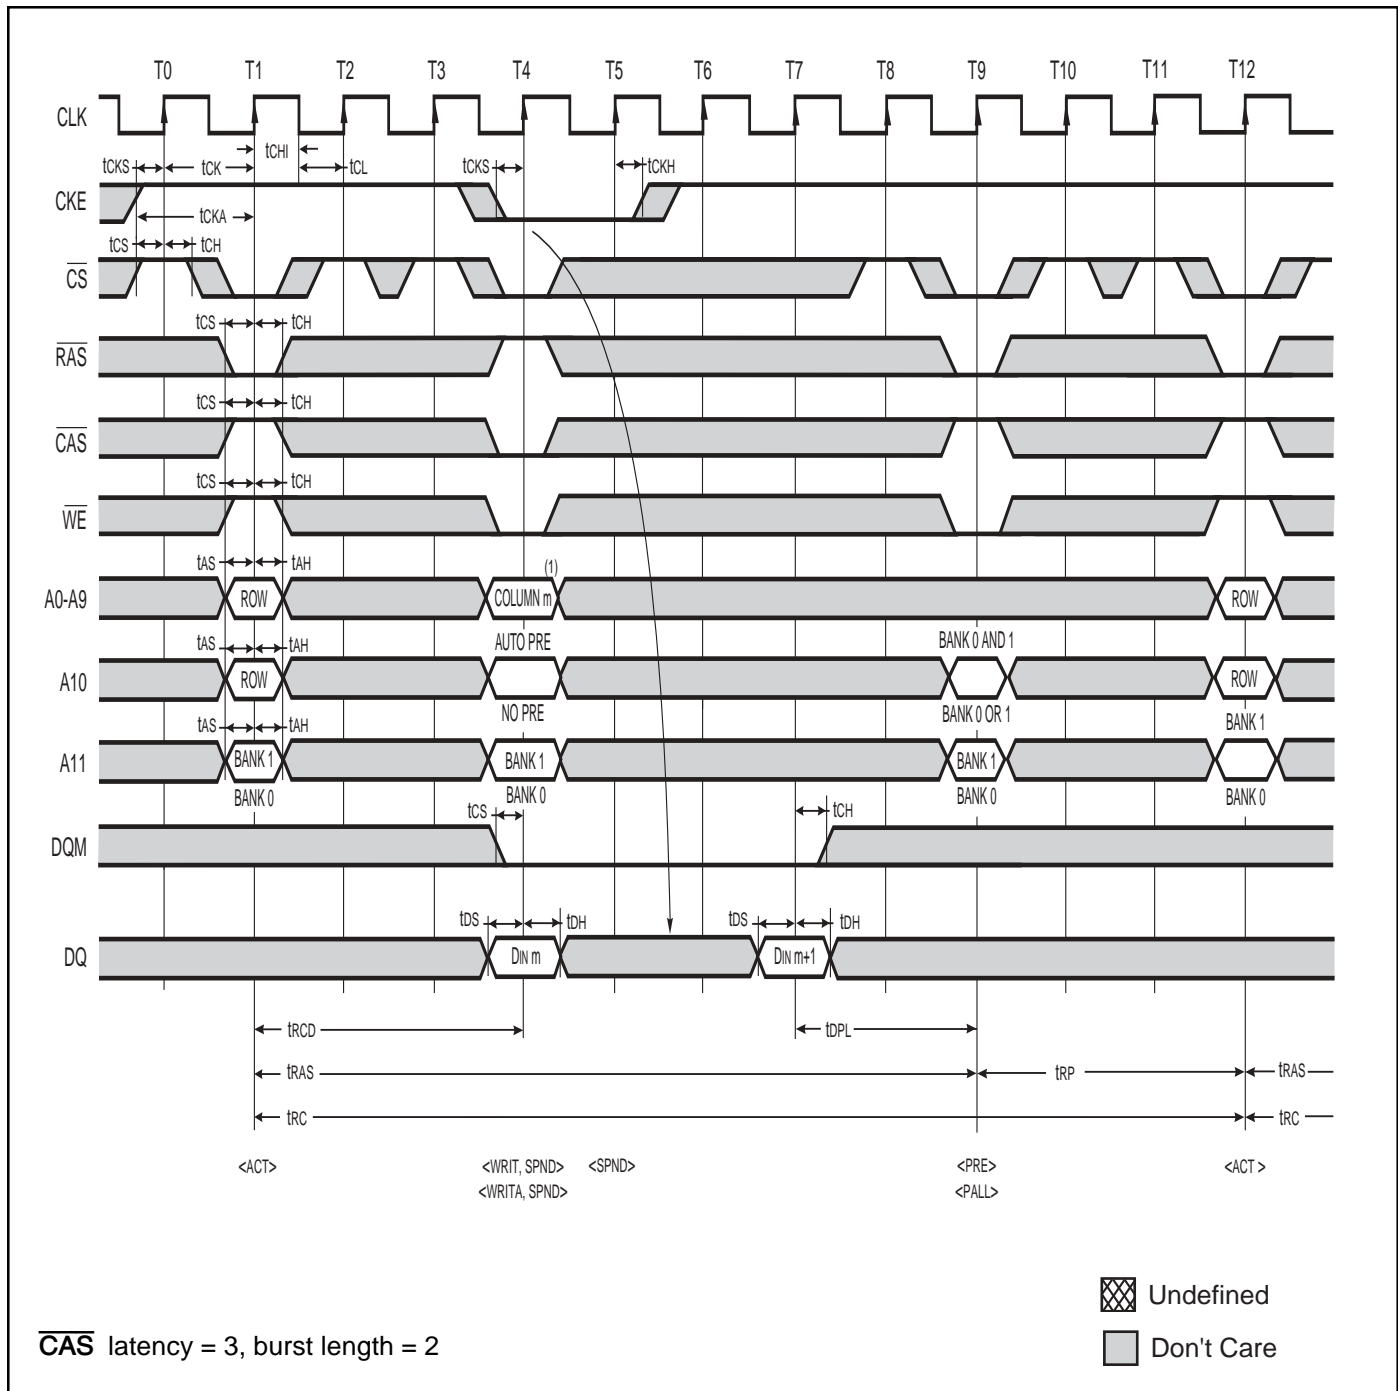 T0 T1 T2 T3 T4 T5 T6 T7 T8 T9 T10 T11 T12
CLK
tCHI
tCKS tCK tCL tCKS tCKH
CKE
tCKA
tCS tCH
CS
tCS tCH
RAS
tCS tCH
CAS
tCS tCH
WE
tAS tAH (1)
A0-A9 ROW COLUMN m ROW
tAS tAH AUTO PRE BANK 0 AND 1
A10 ROW ROW
NO PRE BANK 0 OR 1
tAS tAH BANK 1
A11 BANK 1 BANK 1 BANK 1
BANK 0 BANK 0 BANK 0 BANK 0
tCS tCH
DQM
tDS tDH tDS tDH
DQ DIN m DIN m+1
tRCD tDPL
tRAS tRP tRAS
tRC tRC
<ACT> <WRIT, SPND> <SPND> <PRE> <ACT >
<WRITA, SPND> <PALL>
Undefined
CAS latency = 3, burst length = 2
Don't Care